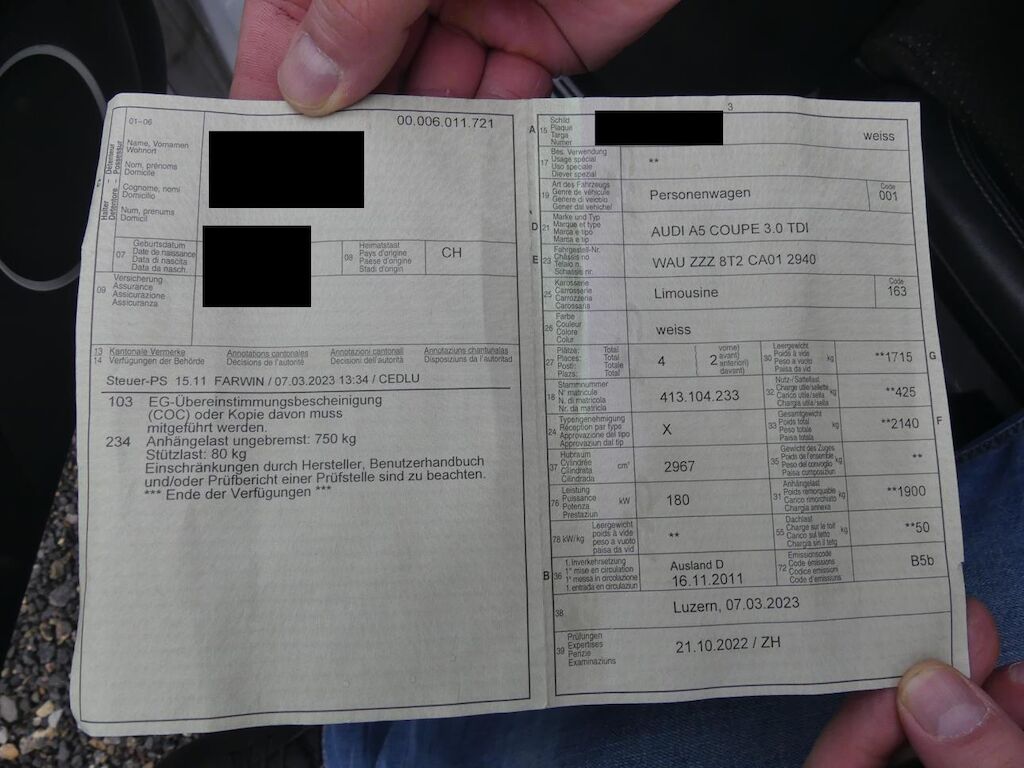 01–06
00.006.011.721
Halter - Détenteur
Detentore - Possessur
Name, Vornamen
Wohnort
Nom, prénoms
Domicile
Cognome, nomi
Domicilio
Num, prenums
Domicil
07
Geburtsdatum
Date de naissance
Data di nascita
Data da nasch.
08
Heimatstaat
Pays d'origine
Paese d'origine
Stadi d'origin
CH
09
Versicherung
Assurance
Assicurazione
Assicuranza
13 Kantonale Vermerke Annotations cantonales Annotazioni cantonali Annotaziuns chantunalas
14 Verfügungen der Behörde Décisions de l'autorité Decisioni dell'autorità Disposiziuns da l'autoritad
Steuer-PS 15.11 FARWIN / 07.03.2023 13:34 / CEDLU
103 EG-Übereinstimmungsbescheinigung
(COC) oder Kopie davon muss
mitgeführt werden.
234 Anhängelast ungebremst: 750 kg
Stützlast: 80 kg
Einschränkungen durch Hersteller, Benutzerhandbuch
und/oder Prüfbericht einer Prüfstelle sind zu beachten.
*** Ende der Verfügungen ***
3
A 15
Schild
Plaque
Targa
Numer
weiss
17
Bes. Verwendung
Usage spécial
Uso speciale
Diever spezial
**
19
Art des Fahrzeugs
Genre de véhicule
Genere di veicolo
Gener dal vehichel
Personenwagen
Code
001
D 21
Marke und Typ
Marque et type
Marca e tipo
Marca e tip
AUDI A5 COUPE 3.0 TDI
E 23
Fahrgestell-Nr.
Châssis no
Telaio n.
Schassis nr.
WAU ZZZ 8T2 CA01 2940
25
Karosserie
Carrosserie
Carrozzeria
Carossaria
Limousine
Code
163
26
Farbe
Couleur
Colore
Colur
weiss
27
Plätze: Total
Places: Total
Posti: Totale
Plazs: Total
4
2
vorne)
avant)
anteriori)
davant)
30
Leergewicht
Poids à vide
Peso a vuoto
Paisa da vid
kg
**1715
G
18
Stammnummer
N° matricule
N. di matricola
Nr. da matricla
413.104.233
32
Nutz-/Sattellast
Charge utile/sellette
Carico utile/sella
Chargia utila/sella
kg
**425
24
Typengenehmigung
Réception par type
Approvazione del tipo
Approvaziun dal tip
X
33
Gesamtgewicht
Poids total
Peso totale
Paisa totala
kg
**2140
F
37
Hubraum
Cylindrée
Cilindrata
Cilindrada
cm³
2967
35
Gewicht des Zuges
Poids de l'ensemble
Peso del convoglio
Paisa cumposiziun
kg
**
76
Leistung
Puissance
Potenza
Prestaziun
kW
180
31
Anhängelast
Poids remorquable
Carico rimorchiato
Chargia annexa
kg
**1900
78 kW/kg
Leergewicht
poids à vide
peso a vuoto
paisa da vid
**
55
Dachlast
Charge sur le toit
Carico sul tetto
Chargia sin il tetg
kg
**50
B 36
1. Inverkehrsetzung
1re mise en circulation
1a messa in circolazione
1. entrada en circulaziun
Ausland D
16.11.2011
72
Emissionscode
Code émissions
Codice emissioni
Code d'emissiuns
B5b
38
Luzern, 07.03.2023
39
Prüfungen
Expertises
Perizie
Examinaziuns
21.10.2022 / ZH